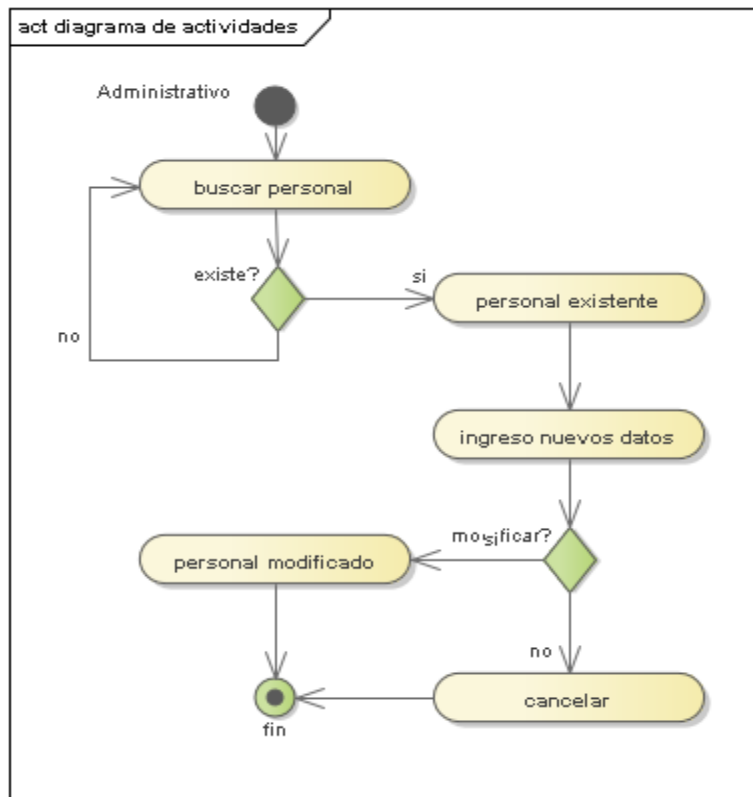 act diagrama de actividades
Administrativo
buscar personal
existe?
si
personal existente
no
ingreso nuevos datos
si
personal modificado
no
cancelar
fin